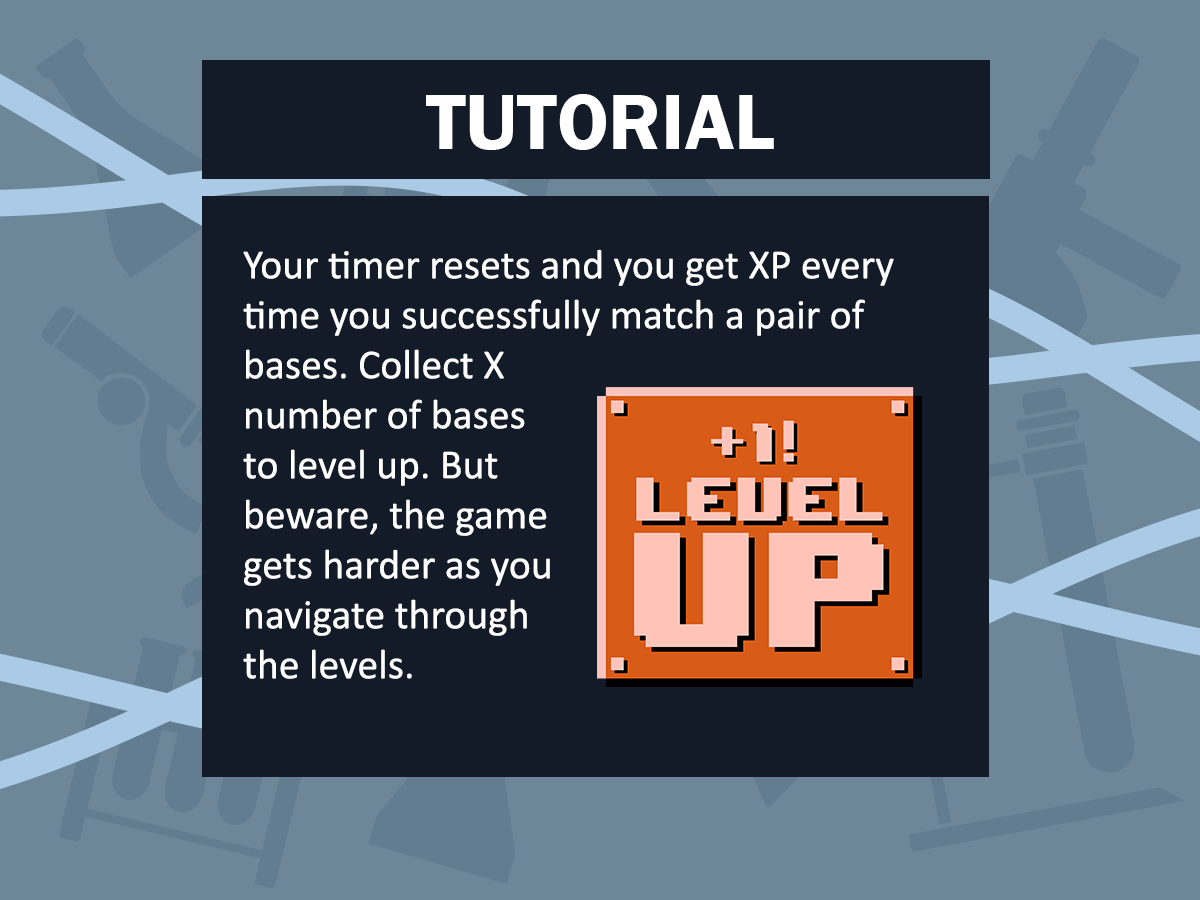 TUTORIAL
Your timer resets and you get XP every
time you successfully match a pair of
bases. Collect X
number of bases
to level up. But
beware, the game
gets harder as you
navigate through
the levels.
+1!
LEVEL
UP